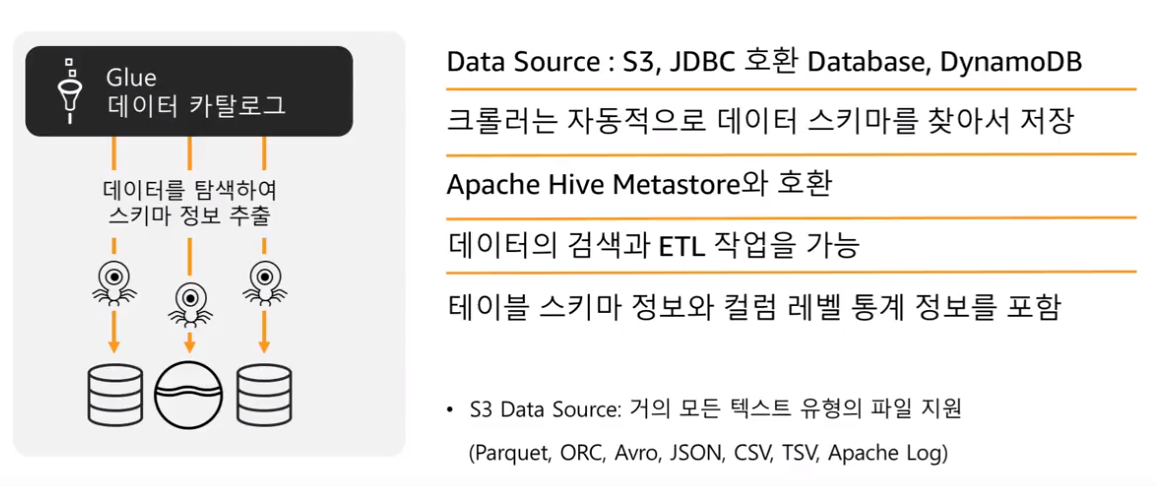 Glue
데이터 카탈로그
데이터를 탐색하여
스키마 정보 추출
Data Source : S3, JDBC 호환 Database, DynamoDB
크롤러는 자동적으로 데이터 스키마를 찾아서 저장
Apache Hive Metastore와 호환
데이터의 검색과 ETL 작업을 가능
테이블 스키마 정보와 컬럼 레벨 통계 정보를 포함
• S3 Data Source: 거의 모든 텍스트 유형의 파일 지원
(Parquet, ORC, Avro, JSON, CSV, TSV, Apache Log)